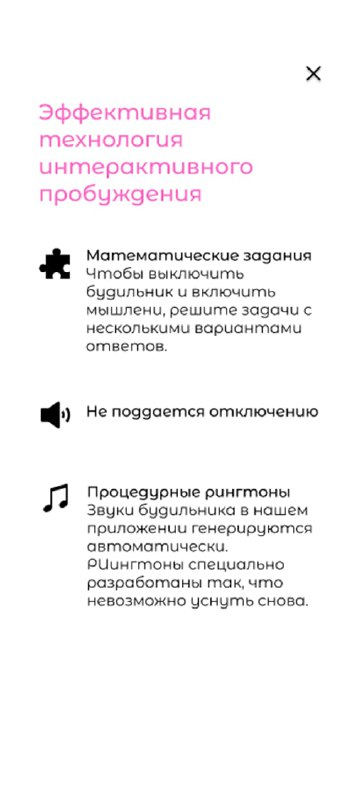 Эффективная
технология
интерактивного
пробуждения
Математические задания
Чтобы выключить
будильник и включить
мышлени, решите задачи с
несколькими вариантами
ответов.
Не поддается отключению
Процедурные рингтоны
Звуки будильника в нашем
приложении генерируются
автоматически.
РИингтоны специально
разработаны так, что
невозможно уснуть снова.